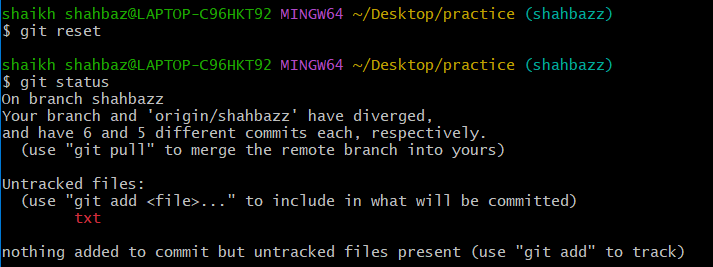 shaikh shahbaz@LAPTOP-C96HKT92 MINGW64 ~/Desktop/practice (shahbazz)
$ git reset
shaikh shahbaz@LAPTOP-C96HKT92 MINGW64 ~/Desktop/practice (shahbazz)
$ git status
On branch shahbazz
Your branch and 'origin/shahbazz' have diverged,
and have 6 and 5 different commits each, respectively.
(use "git pull" to merge the remote branch into yours)
Untracked files:
(use "git add <file>..." to include in what will be committed)
txt
nothing added to commit but untracked files present (use "git add" to track)